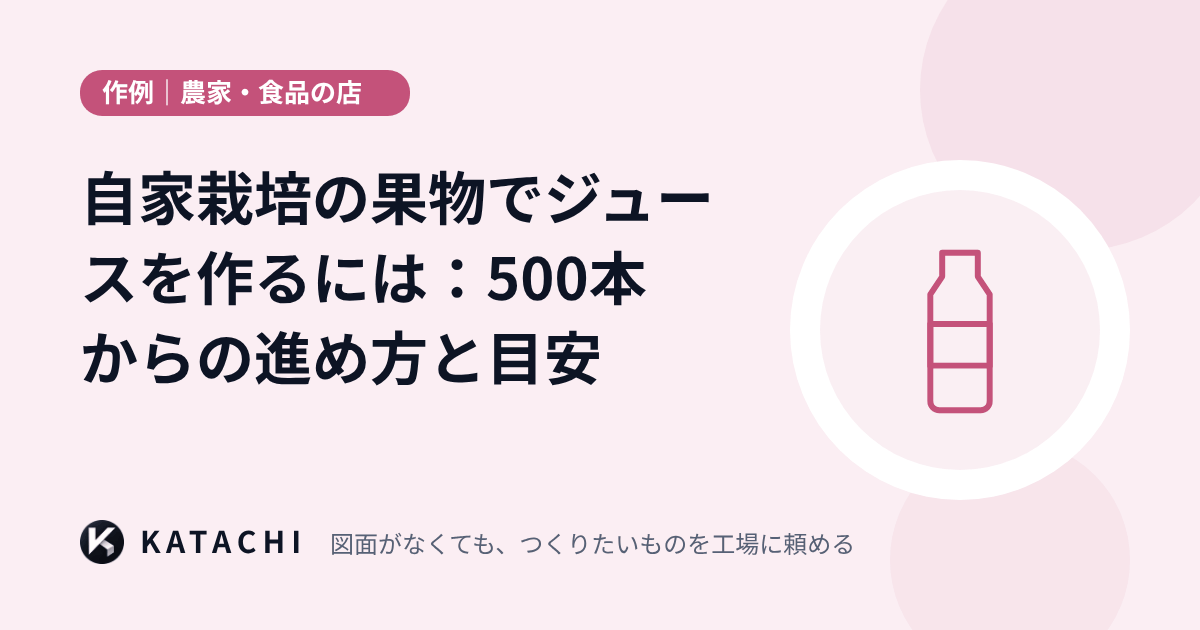 作例｜農家・食品の店
自家栽培の果物でジュー
スを作るには：500本
からの進め方と目安
KATACHI 図面がなくても、つくりたいものを工場に頼める